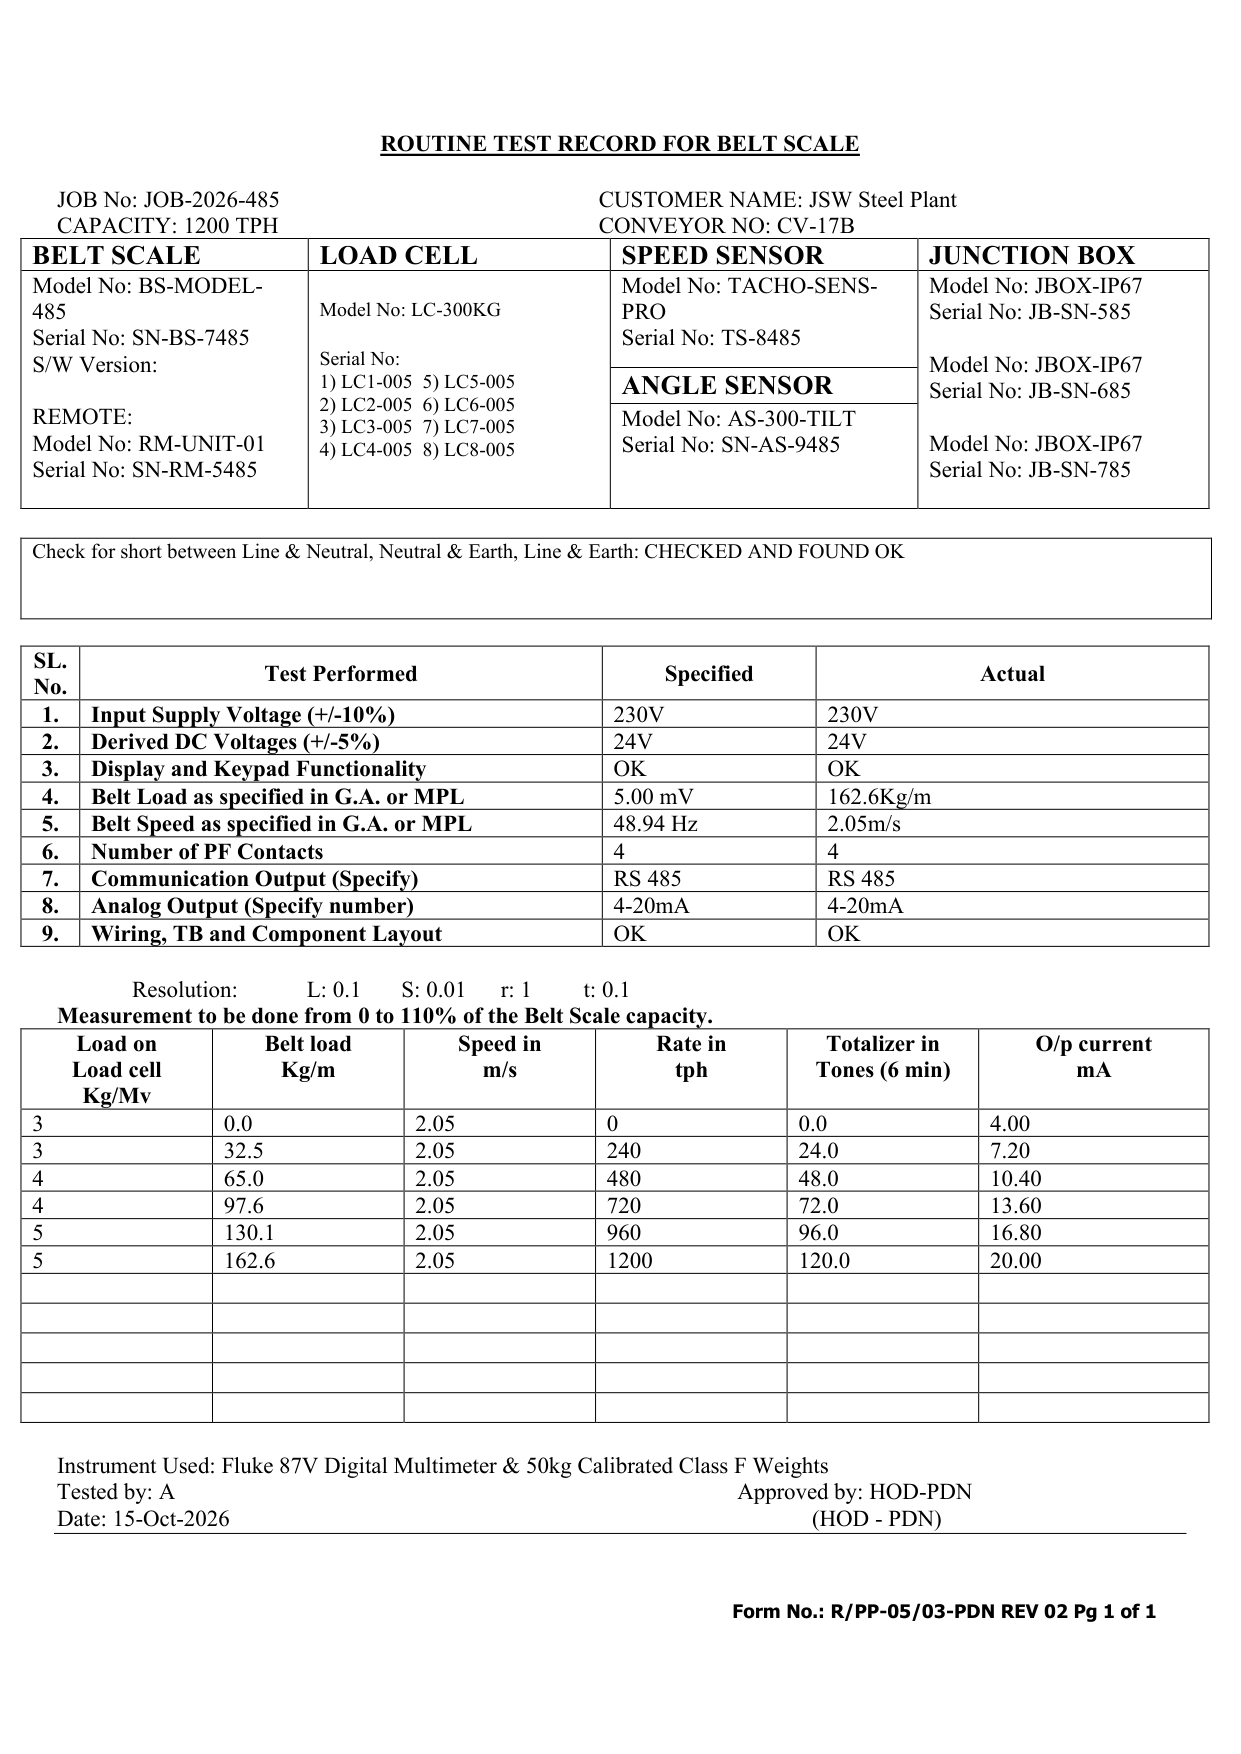 ROUTINE TEST RECORD FOR BELT SCALE
JOB No: JOB-2026-485 CUSTOMER NAME: JSW Steel Plant
CAPACITY: 1200 TPH CONVEYOR NO: CV-17B
BELT SCALE LOAD CELL SPEED SENSOR JUNCTION BOX
Model No: BS-MODEL-
485
Serial No: SN-BS-7485
S/W Version:
REMOTE:
Model No: RM-UNIT-01
Serial No: SN-RM-5485
Model No: LC-300KG
Serial No:
1) LC1-005 5) LC5-005
2) LC2-005 6) LC6-005
3) LC3-005 7) LC7-005
4) LC4-005 8) LC8-005
Model No: TACHO-SENS-
PRO
Serial No: TS-8485
ANGLE SENSOR
Model No: AS-300-TILT
Serial No: SN-AS-9485
Model No: JBOX-IP67
Serial No: JB-SN-585
Model No: JBOX-IP67
Serial No: JB-SN-685
Model No: JBOX-IP67
Serial No: JB-SN-785
Check for short between Line & Neutral, Neutral & Earth, Line & Earth: CHECKED AND FOUND OK
SL.
No. Test Performed Specified Actual
1. Input Supply Voltage (+/-10%) 230V 230V
2. Derived DC Voltages (+/-5%) 24V 24V
3. Display and Keypad Functionality OK OK
4. Belt Load as specified in G.A. or MPL 5.00 mV 162.6Kg/m
5. Belt Speed as specified in G.A. or MPL 48.94 Hz 2.05m/s
6. Number of PF Contacts 4 4
7. Communication Output (Specify) RS 485 RS 485
8. Analog Output (Specify number) 4-20mA 4-20mA
9. Wiring, TB and Component Layout OK OK
Resolution: L: 0.1 S: 0.01 r: 1 t: 0.1
Measurement to be done from 0 to 110% of the Belt Scale capacity.
Load on Belt load Speed in Rate in Totalizer in O/p current
Load cell Kg/m m/s tph Tones (6 min) mA
Kg/Mv
3 0.0 2.05 0 0.0 4.00
3 32.5 2.05 240 24.0 7.20
4 65.0 2.05 480 48.0 10.40
4 97.6 2.05 720 72.0 13.60
5 130.1 2.05 960 96.0 16.80
5 162.6 2.05 1200 120.0 20.00
Instrument Used: Fluke 87V Digital Multimeter & 50kg Calibrated Class F Weights
Tested by: A Approved by: HOD-PDN
Date: 15-Oct-2026 (HOD - PDN)
Form No.: R/PP-05/03-PDN REV 02 Pg 1 of 1